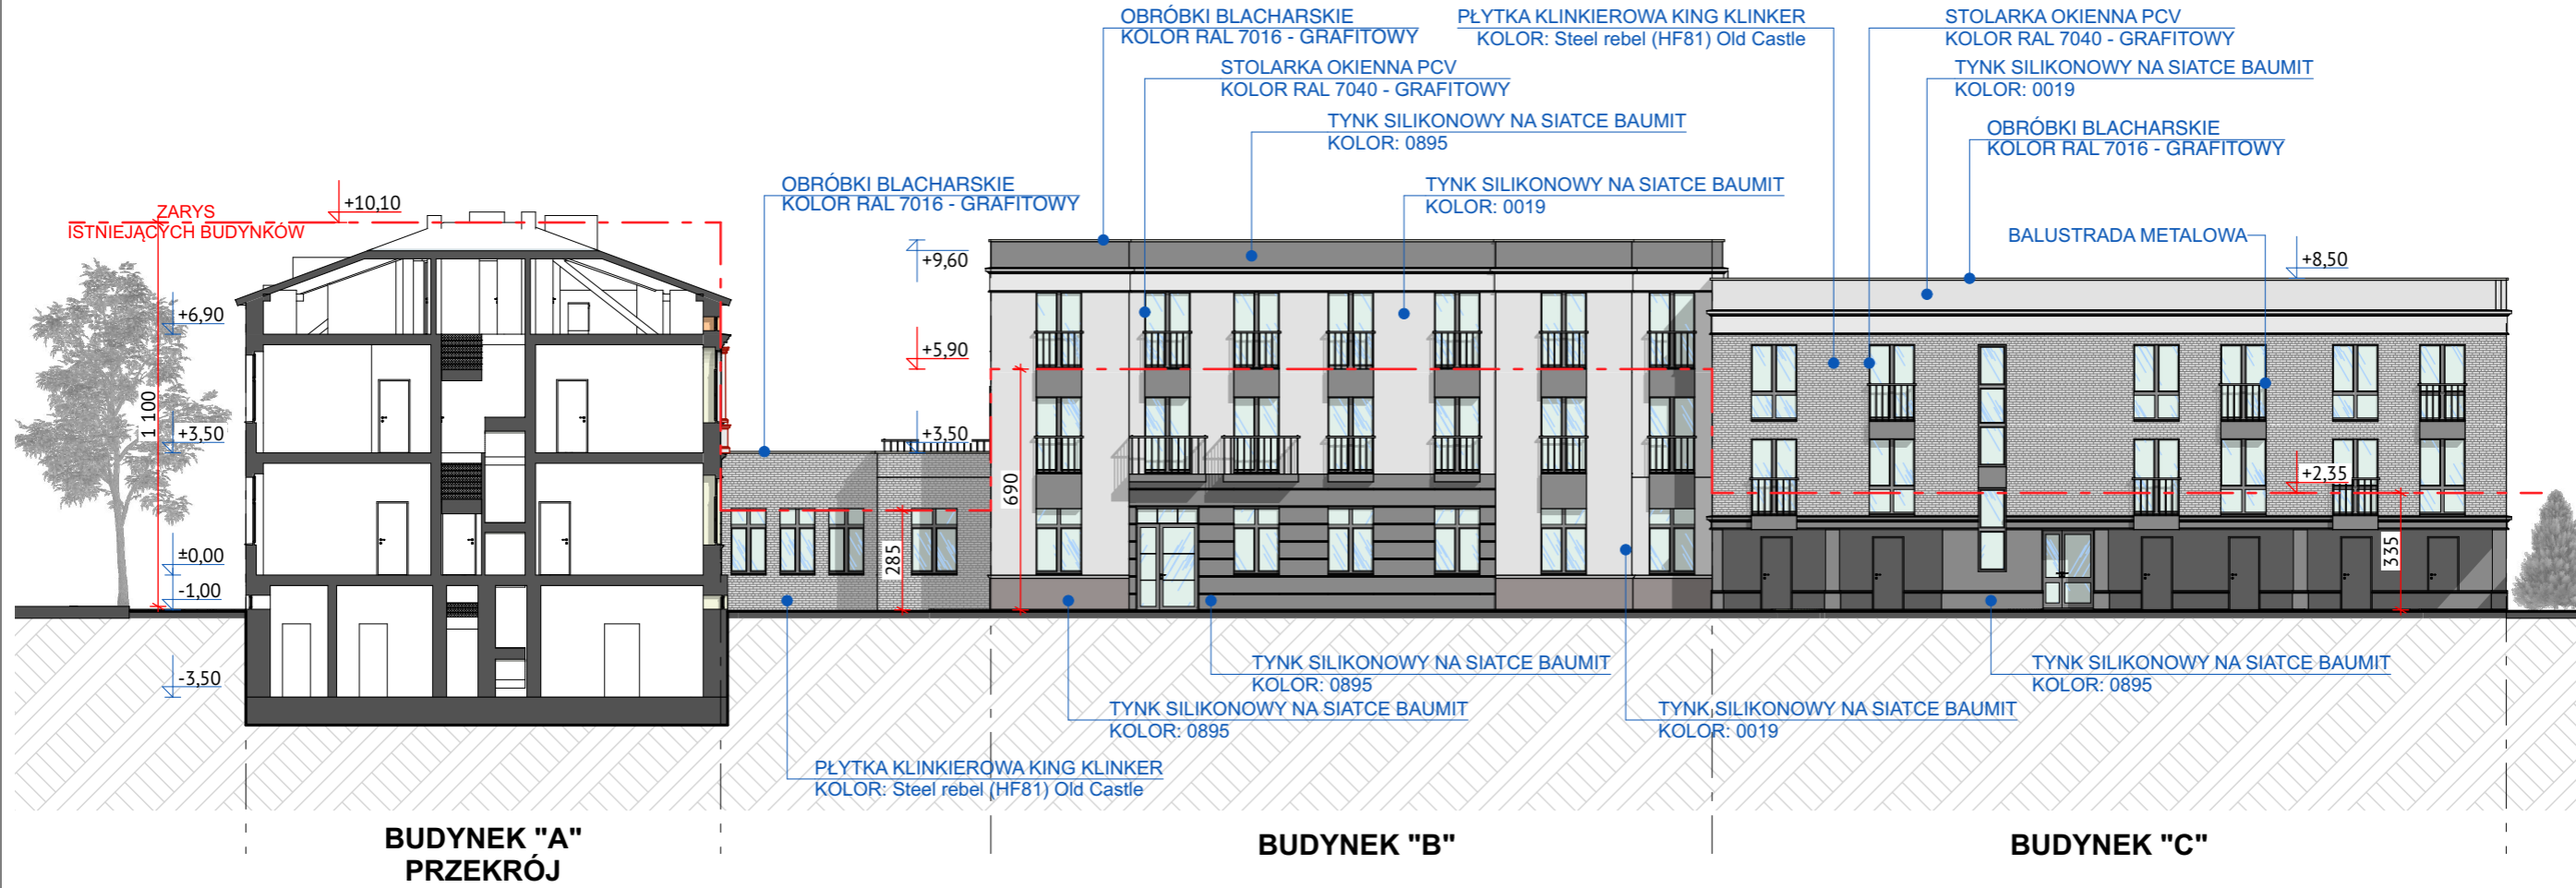 OBRÓBKI BLACHARSKIE
KOLOR RAL 7016 - GRAFITOWY
PŁYTKA KLINKIEROWA KING KLINKER
KOLOR: Steel rebel (HF81) Old Castle
STOLARKA OKIENNA PCV
KOLOR RAL 7040 - GRAFITOWY
STOLARKA OKIENNA PCV
KOLOR RAL 7040 - GRAFITOWY
TYNK SILIKONOWY NA SIATCE BAUMIT
KOLOR: 0019
TYNK SILIKONOWY NA SIATCE BAUMIT
KOLOR: 0895
OBRÓBKI BLACHARSKIE
KOLOR RAL 7016 - GRAFITOWY
OBRÓBKI BLACHARSKIE
KOLOR RAL 7016 - GRAFITOWY
TYNK SILIKONOWY NA SIATCE BAUMIT
KOLOR: 0019
ZARYS
ISTNIEJĄCYCH BUDYNKÓW
+10,10
BALUSTRADA METALOWA
+9,60
+8,50
+6,90
+5,90
1 100
+3,50
+3,50
690
+2,35
285
335
±0,00
-1,00
-3,50
TYNK SILIKONOWY NA SIATCE BAUMIT
KOLOR: 0895
TYNK SILIKONOWY NA SIATCE BAUMIT
KOLOR: 0895
TYNK SILIKONOWY NA SIATCE BAUMIT
KOLOR: 0895
TYNK SILIKONOWY NA SIATCE BAUMIT
KOLOR: 0019
PŁYTKA KLINKIEROWA KING KLINKER
KOLOR: Steel rebel (HF81) Old Castle
BUDYNEK "A"
PRZEKRÓJ
BUDYNEK "B"
BUDYNEK "C"